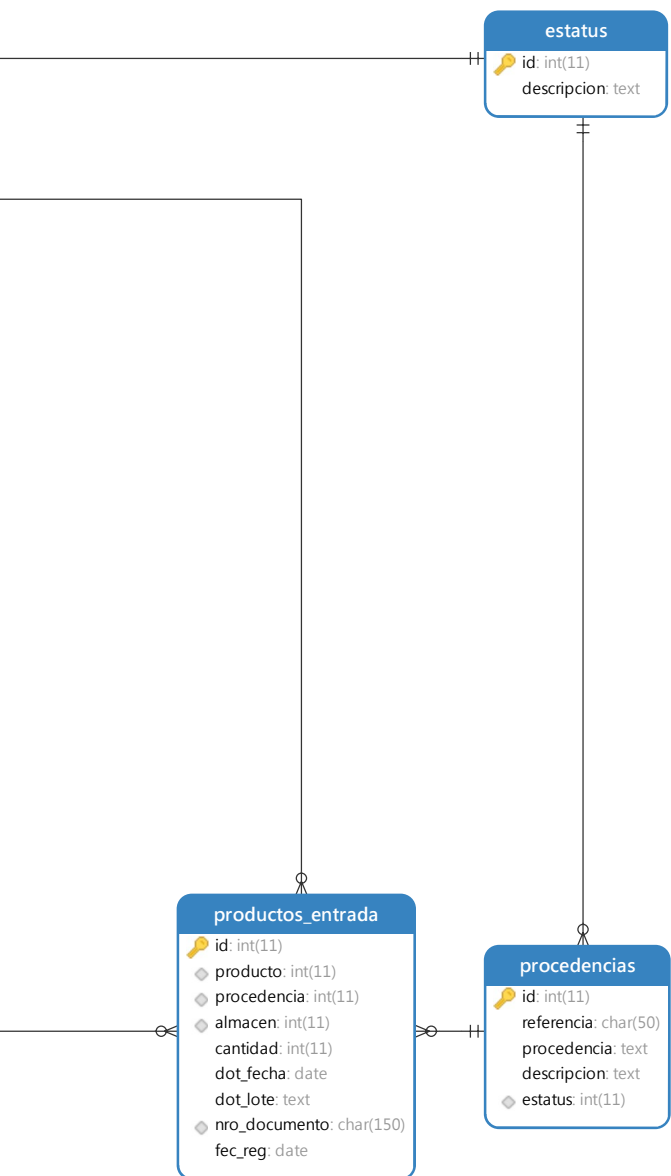 estatus
id: int(11)
descripcion: text
productos_entrada
id: int(11)
producto: int(11)
procedencia: int(11)
almacen: int(11)
cantidad: int(11)
dot_fecha: date
dot_lote: text
nro_documento: char(150)
fec_reg: date
procedencias
id: int(11)
referencia: char(50)
procedencia: text
descripcion: text
estatus: int(11)